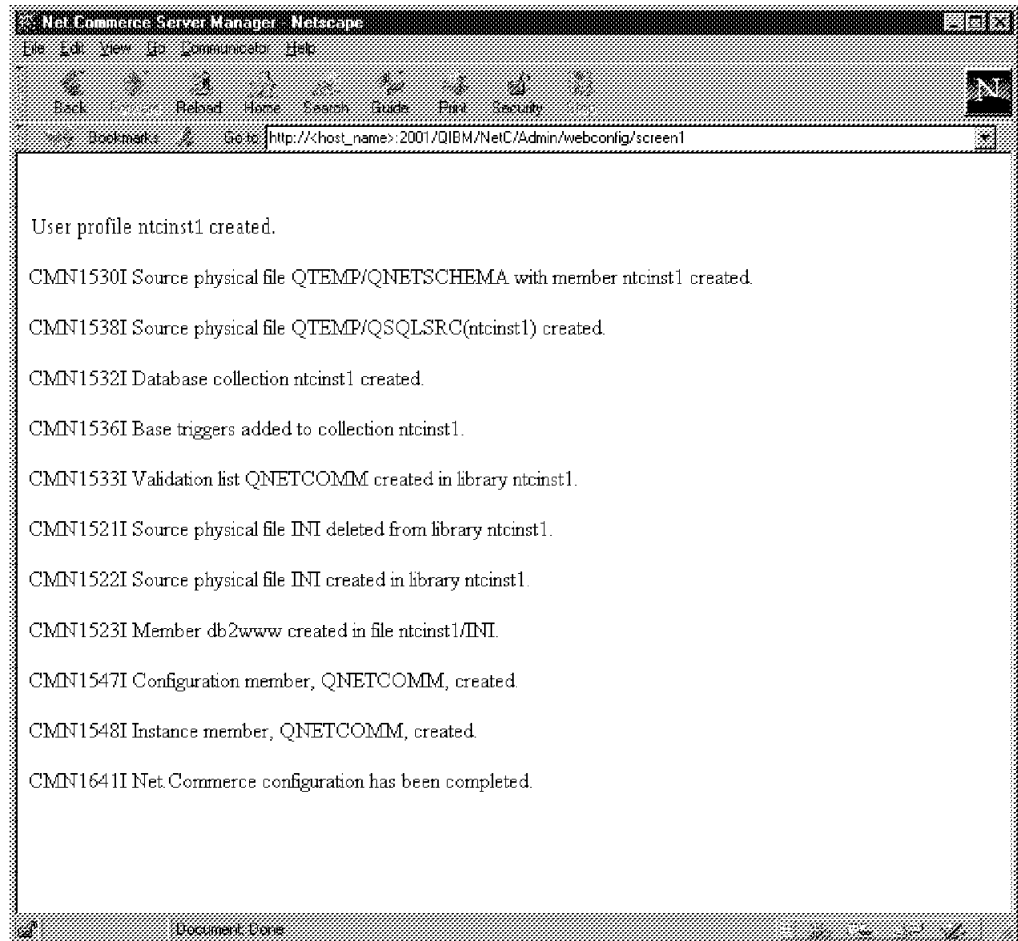 Net.Commerce Server Manager - Netscape
File Edit View Go Communicator Help
Back Forward Reload Home Search Guide Print Security Stop
Bookmarks Go to: http://<host_name>:2001/QIBM/NetC/Admin/webconfig/screen1
User profile ntcinst1 created.
CMN1530I Source physical file QTEMP/QNETSCHEMA with member ntcinst1 created.
CMN1538I Source physical file QTEMP/QSQLSRC(ntcinst1) created.
CMN1532I Database collection ntcinst1 created.
CMN1536I Base triggers added to collection ntcinst1.
CMN1533I Validation list QNETCOMM created in library ntcinst1.
CMN1521I Source physical file INI deleted from library ntcinst1.
CMN1522I Source physical file INI created in library ntcinst1.
CMN1523I Member db2www created in file ntcinst1/INI.
CMN1547I Configuration member, QNETCOMM, created.
CMN1548I Instance member, QNETCOMM, created.
CMN1641I Net.Commerce configuration has been completed.
Document: Done